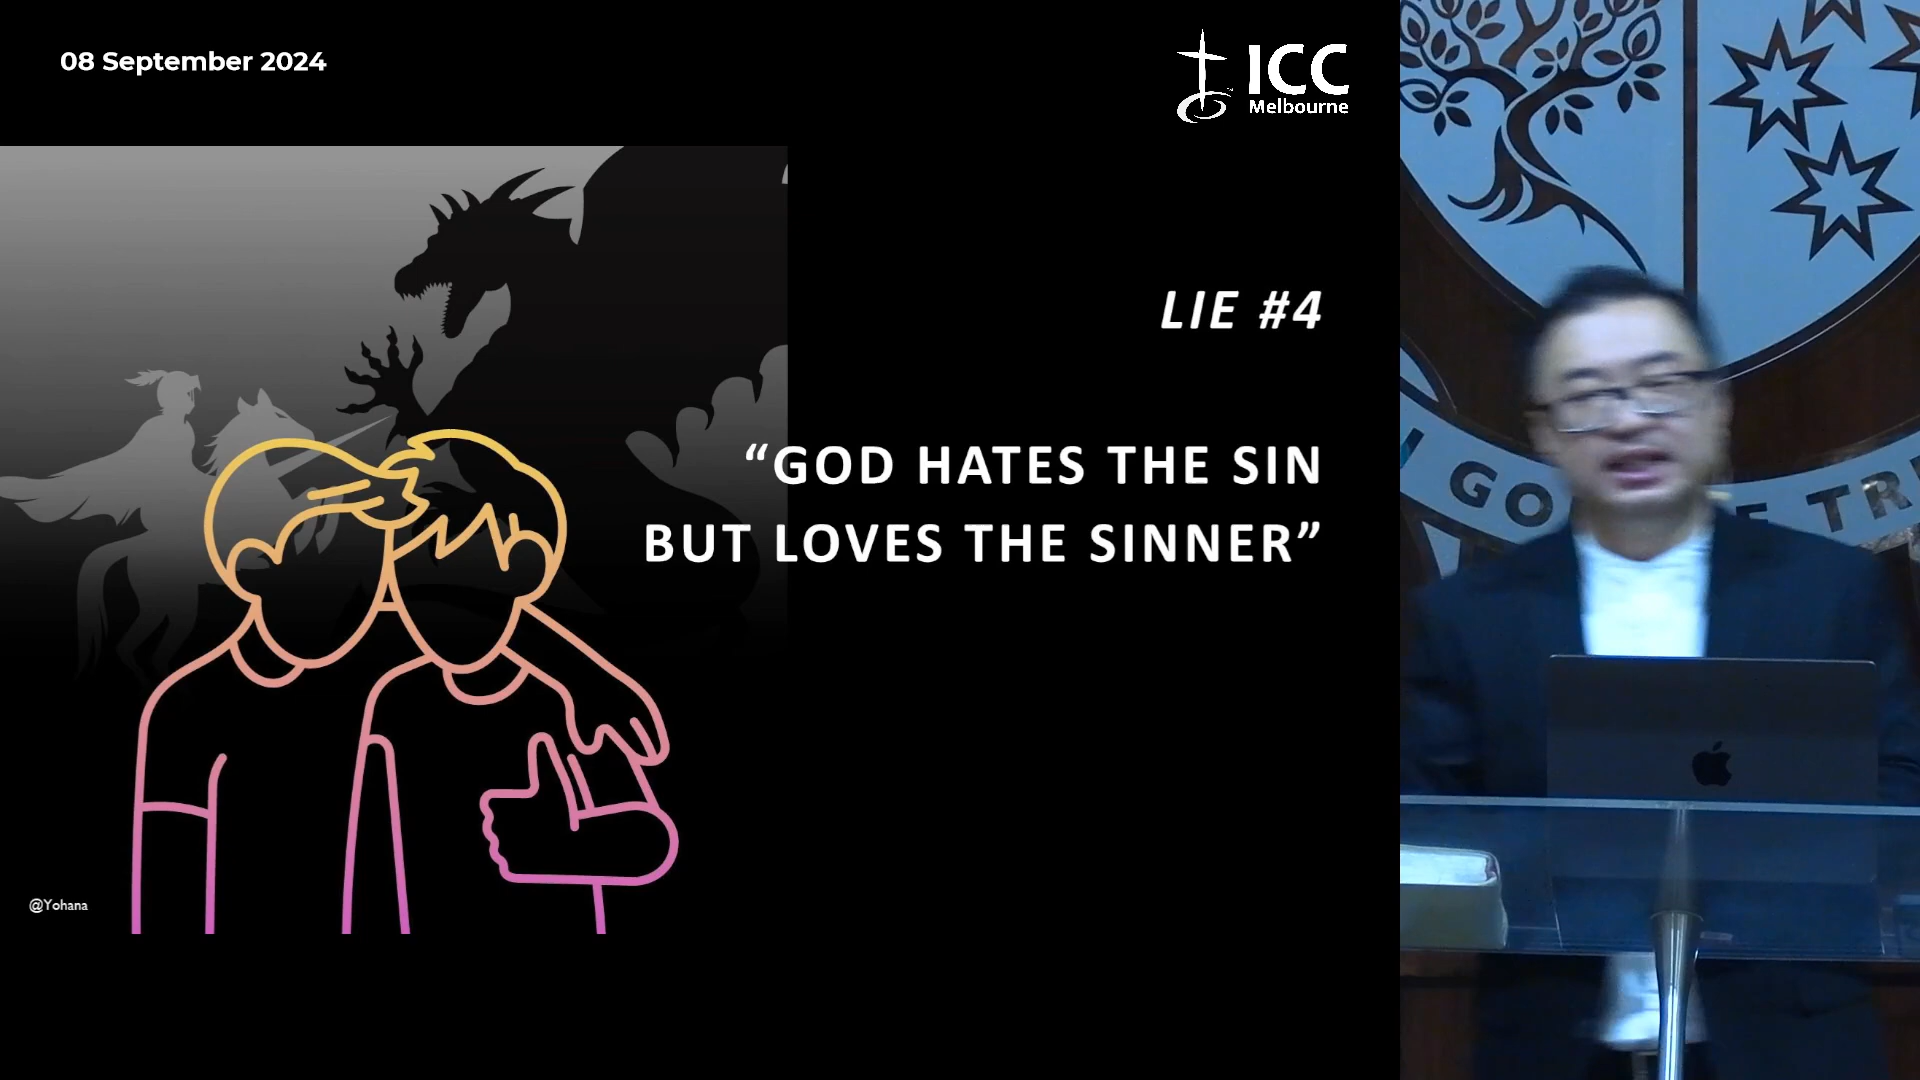 08 September 2024
ICC
Melbourne
LIE #4
“GOD HATES THE SIN
BUT LOVES THE SINNER”
@Yohana
GO
TR